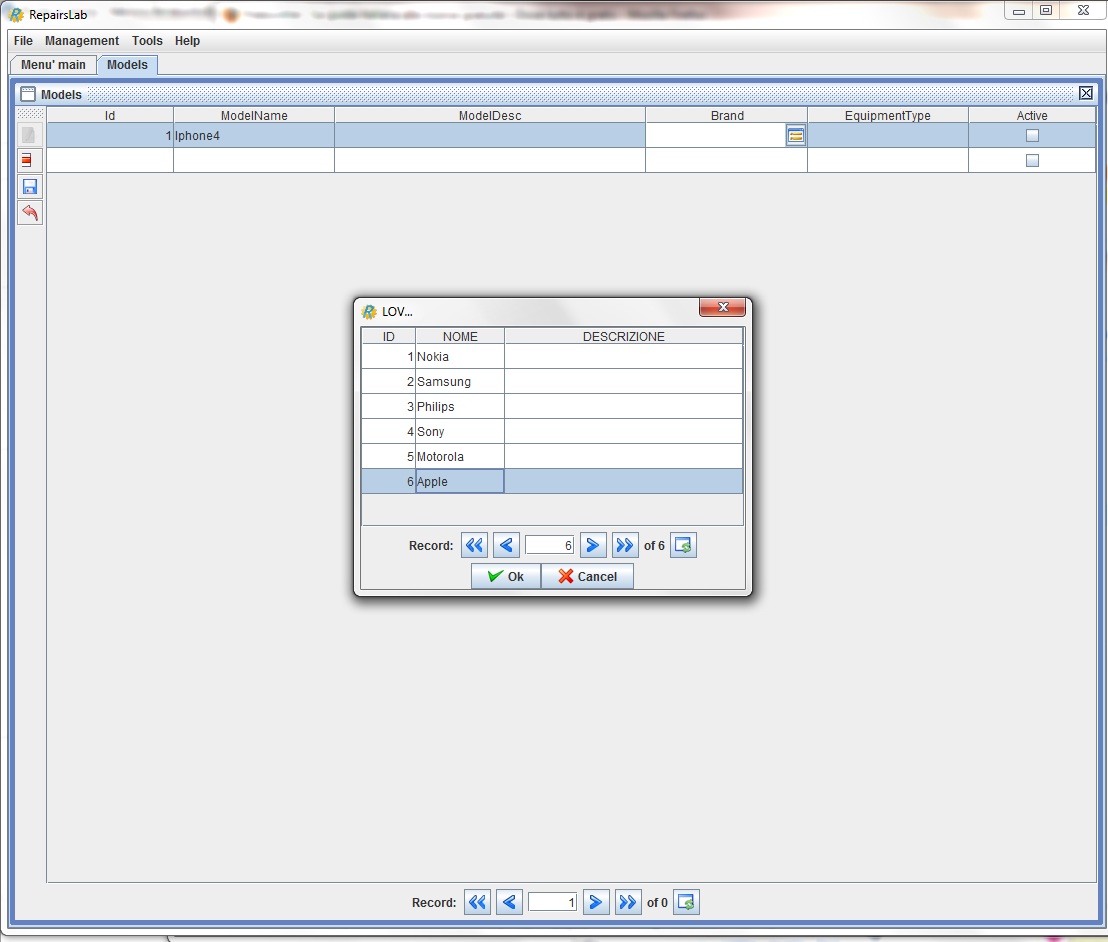 RepairsLab
File Management Tools Help
Menu' main Models
Models
Id ModelName ModelDesc Brand EquipmentType Active
1 Iphone4
LOV...
ID NOME DESCRIZIONE
1 Nokia
2 Samsung
3 Philips
4 Sony
5 Motorola
6 Apple
Record: 6 of 6
Ok Cancel
Record: 1 of 0